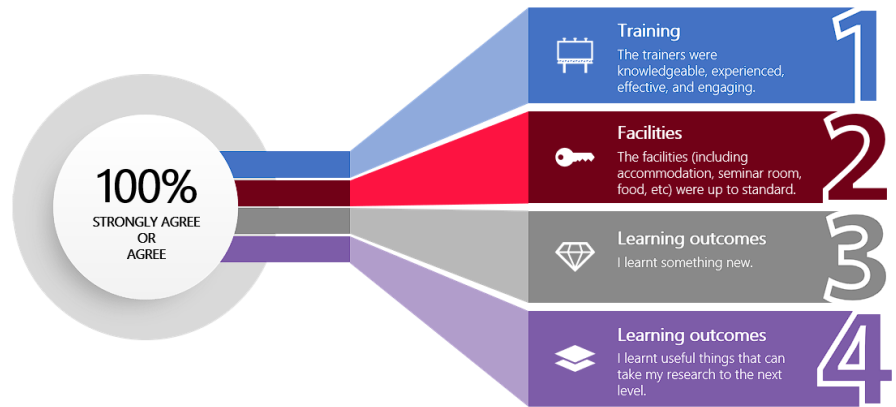 100%
STRONGLY AGREE
OR
AGREE
Training
The trainers were
knowledgeable, experienced,
effective, and engaging.
1
Facilities
The facilities (including
accommodation, seminar room,
food, etc) were up to standard.
2
Learning outcomes
I learnt something new.
3
Learning outcomes
I learnt useful things that can
take my research to the next
level.
4